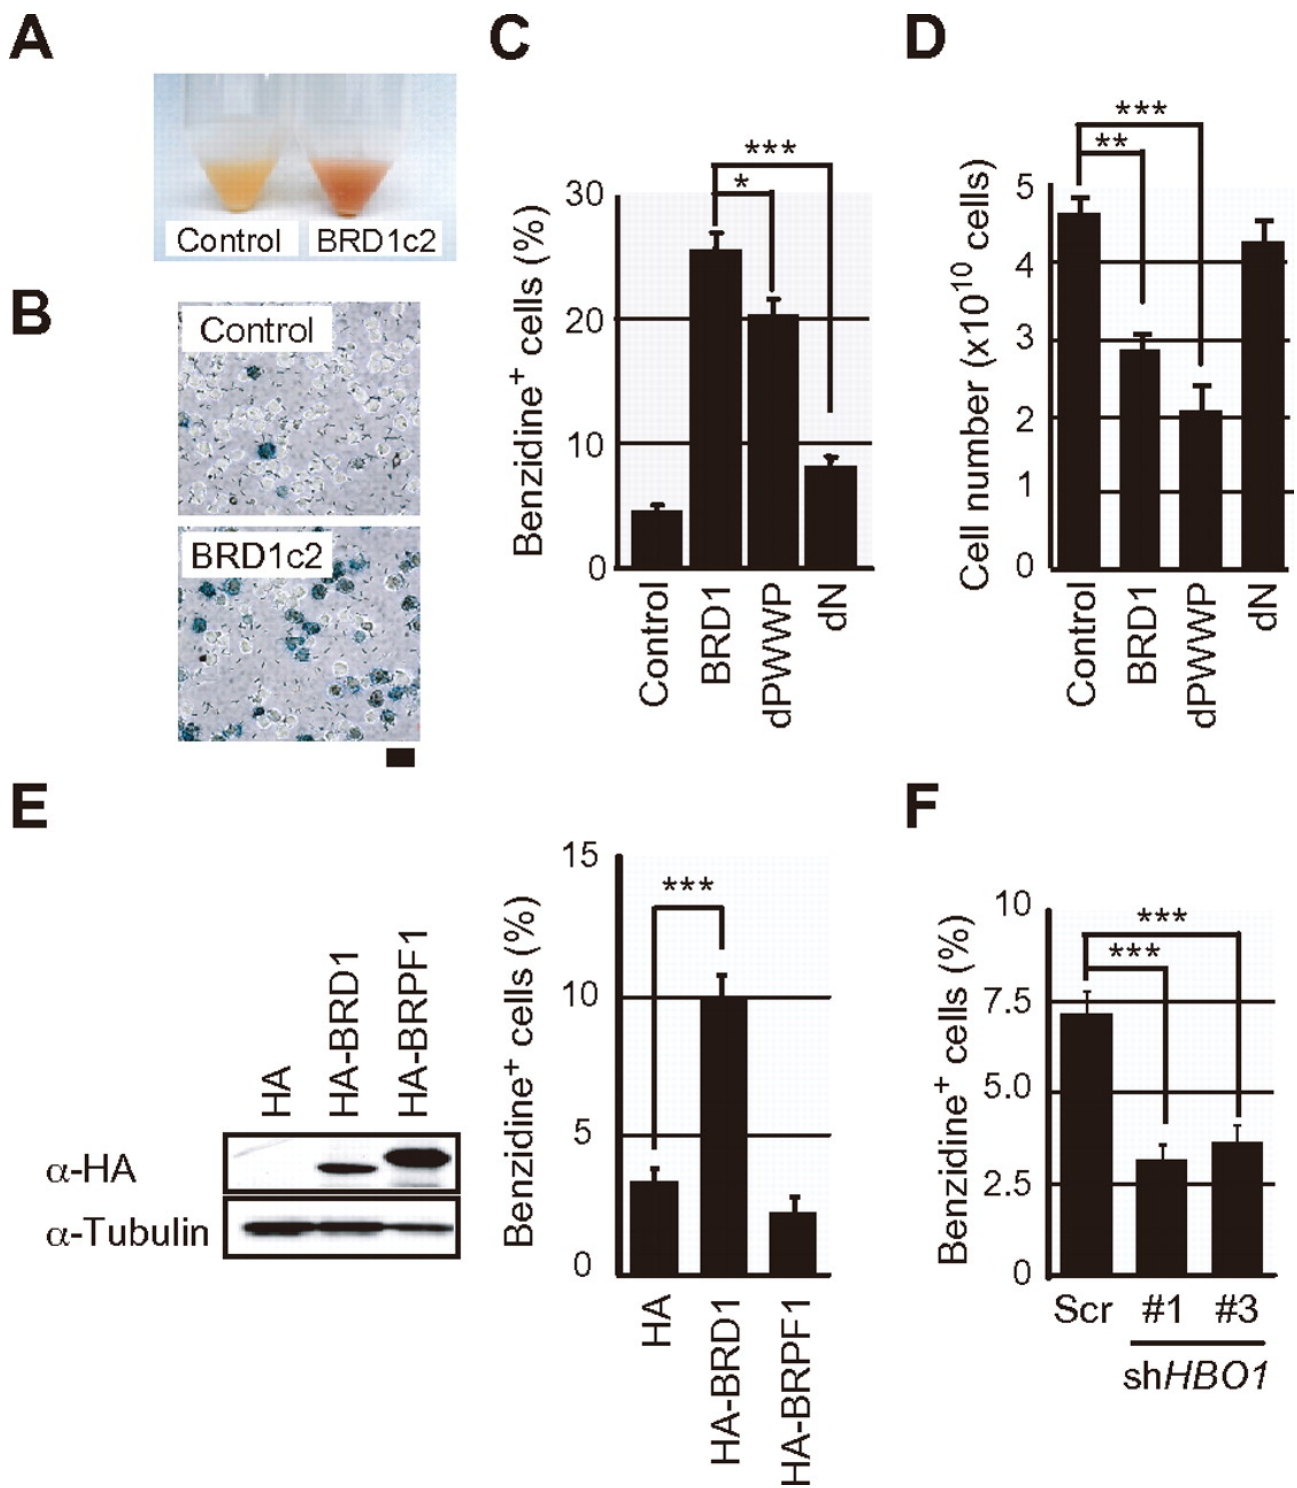 A
Control
BRD1c2
B
Control
BRD1c2
C
Benzidine⁺ cells (%)
30
20
10
0
***
*
Control
BRD1
dPWWP
dN
D
Cell number (x10¹⁰ cells)
5
4
3
2
1
0
***
**
Control
BRD1
dPWWP
dN
E
HA
HA-BRD1
HA-BRPF1
α-HA
α-Tubulin
Benzidine⁺ cells (%)
15
10
5
0
***
HA
HA-BRD1
HA-BRPF1
F
Benzidine⁺ cells (%)
10
7.5
5.0
2.5
0
***
***
Scr #1 #3
shHBO1